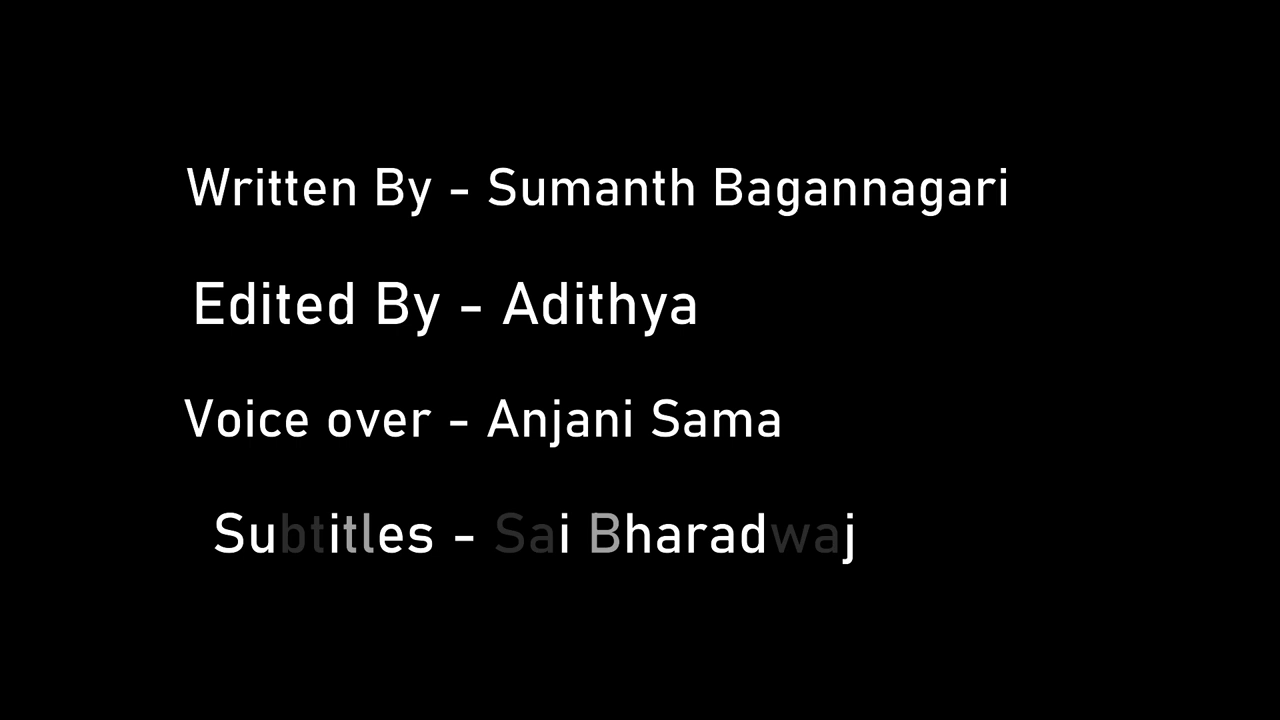 Written By - Sumanth Bagannagari
Edited By - Adithya
Voice over - Anjani Sama
Subtitles - Sai Bharadwaj